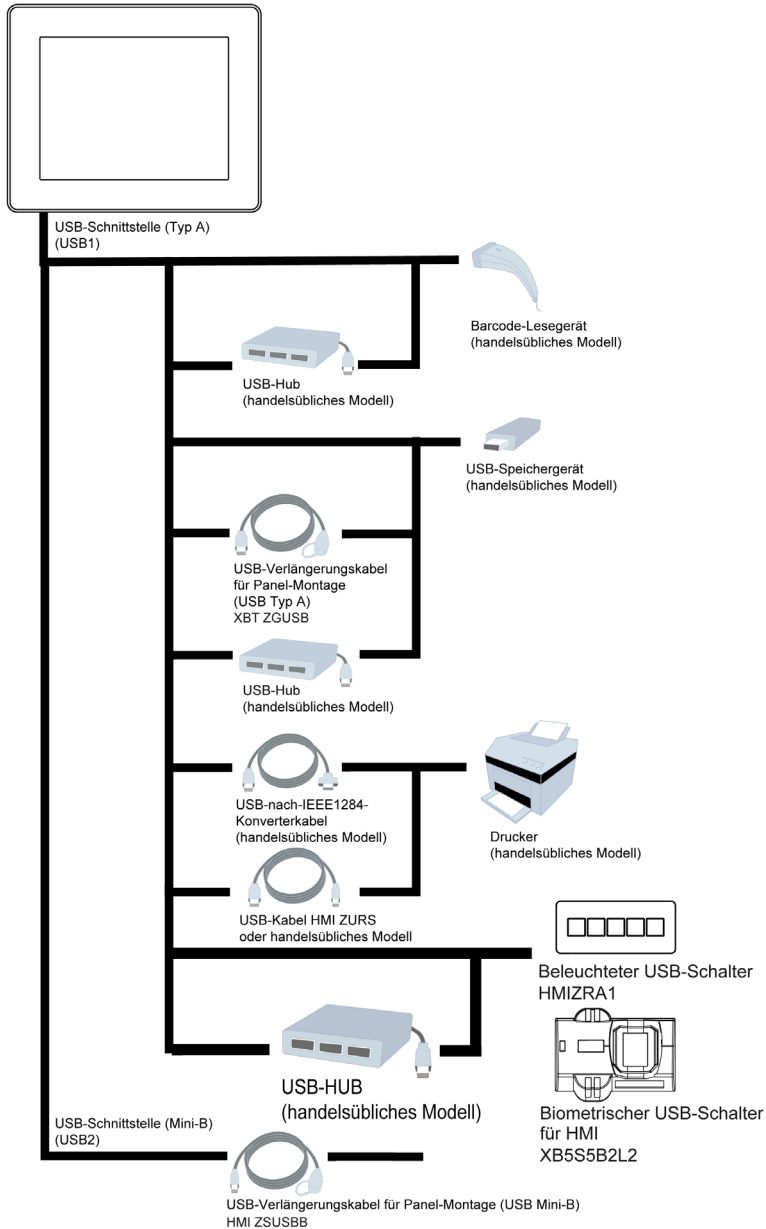 USB-Schnittstelle (Typ A)
(USB1)
Barcode-Lesegerät
(handelsübliches Modell)
USB-Hub
(handelsübliches Modell)
USB-Speichergerät
(handelsübliches Modell)
USB-Verlängerungskabel
für Panel-Montage
(USB Typ A)
XBT ZGUSB
USB-Hub
(handelsübliches Modell)
USB-nach-IEEE1284-
Konverterkabel
(handelsübliches Modell)
Drucker
(handelsübliches Modell)
USB-Kabel HMI ZURS
oder handelsübliches Modell
Beleuchteter USB-Schalter
HMIZRA1
USB-HUB
(handelsübliches Modell)
Biometrischer USB-Schalter
für HMI
XB5S5B2L2
USB-Schnittstelle (Mini-B)
(USB2)
USB-Verlängerungskabel für Panel-Montage (USB Mini-B)
HMI ZSUSBB